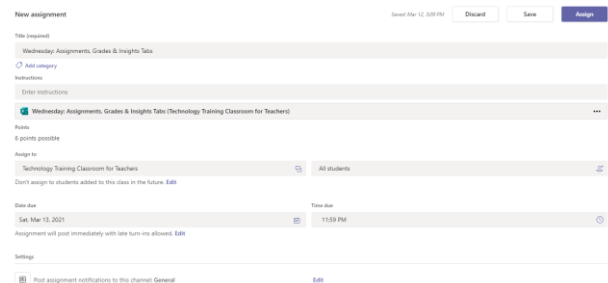 New assignment
Saved: Mar 12, 3:09 PM
Discard
Save
Assign
Title (required)
Wednesday: Assignments, Grades & Insights Tabs
Add category
Instructions
Enter instructions
Wednesday: Assignments, Grades & Insights Tabs (Technology Training Classroom for Teachers)
Points
6 points possible
Assign to
Technology Training Classroom for Teachers
All students
Don't assign to students added to this class in the future. Edit
Date due
Time due
Sat, Mar 13, 2021
11:59 PM
Assignment will post immediately with late turn-ins allowed. Edit
Settings
Post assignment notifications to this channel: General
Edit